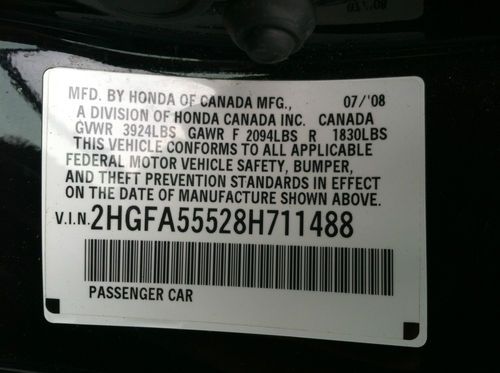 MFD. BY HONDA OF CANADA MFG., 07/'08
A DIVISION OF HONDA CANADA INC. CANADA
GVWR 3924LBS GAWR F 2094LBS R 1830LBS
THIS VEHICLE CONFORMS TO ALL APPLICABLE
FEDERAL MOTOR VEHICLE SAFETY, BUMPER,
AND THEFT PREVENTION STANDARDS IN EFFECT
ON THE DATE OF MANUFACTURE SHOWN ABOVE.
V.I.N. 2HGFA55528H711488
PASSENGER CAR